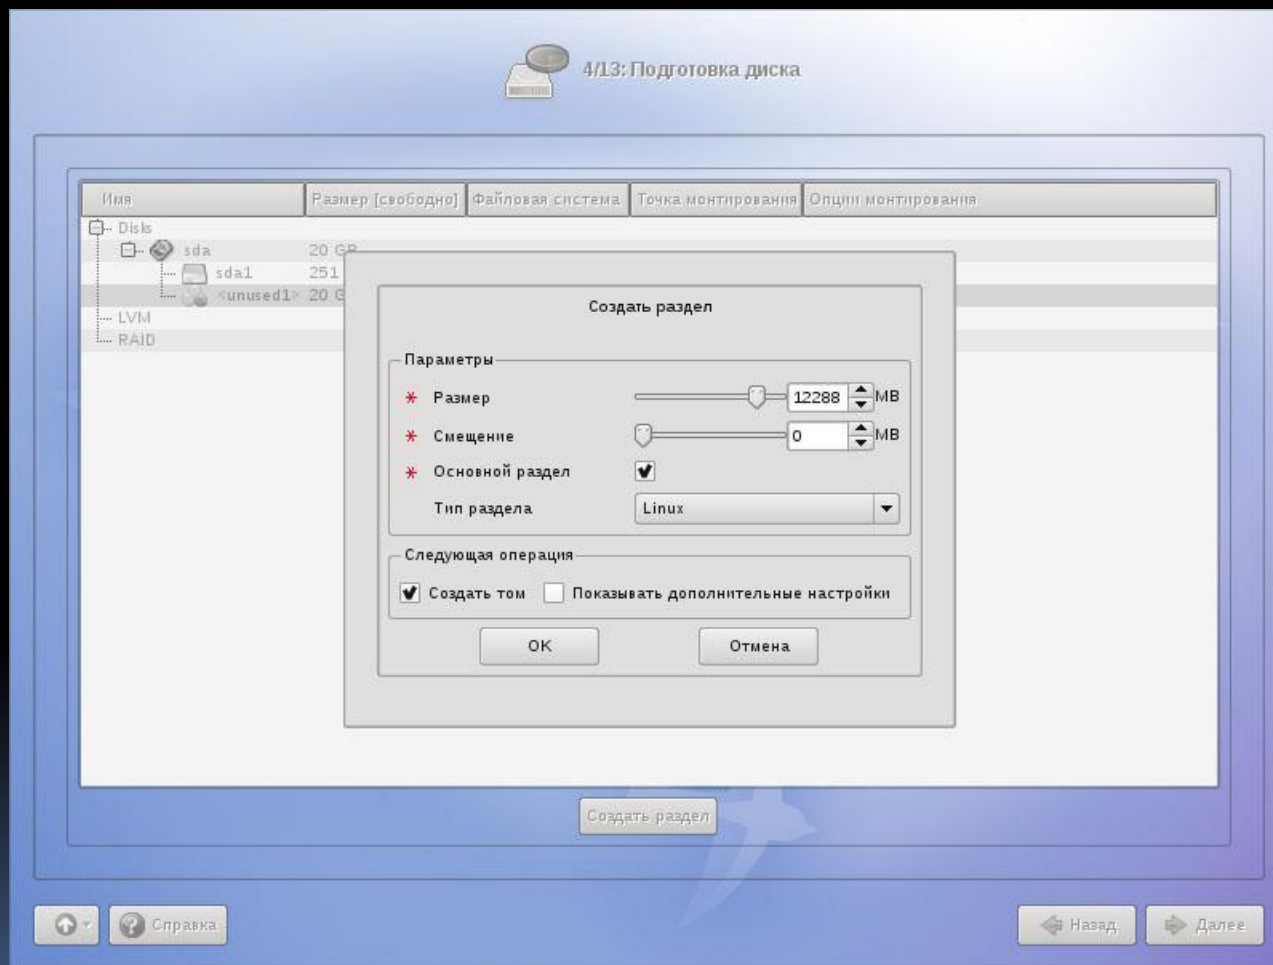 4/13: Подготовка диска
Имя Размер [свободно] Файловая система Точка монтирования Опции монтирования
Disks
sda 20 GB
sda1 251
<unused1> 20 G
LVM
RAID
Создать раздел
Параметры
* Размер 12288 MB
* Смещение 0 MB
* Основной раздел
Тип раздела Linux
Следующая операция
Создать том Показывать дополнительные настройки
OK Отмена
Создать раздел
Справка Назад Далее